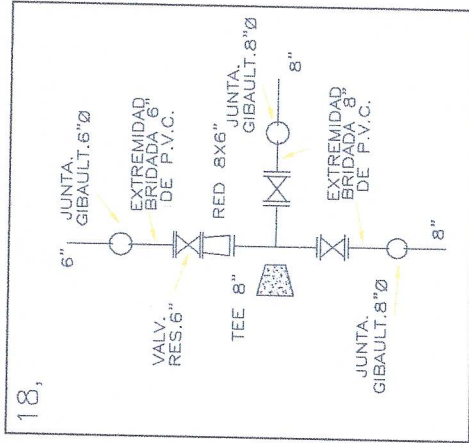 18,
6"
JUNTA.
GIBAULT.6"Ø
EXTREMIDAD
BRIDADA 6"
DE P.V.C.
VALV.
RES.6"
RED 8X6"
TEE 8"
JUNTA.
GIBAULT.8"Ø
8"
EXTREMIDAD
BRIDADA 8"
DE P.V.C.
JUNTA.
GIBAULT.8"Ø
8"